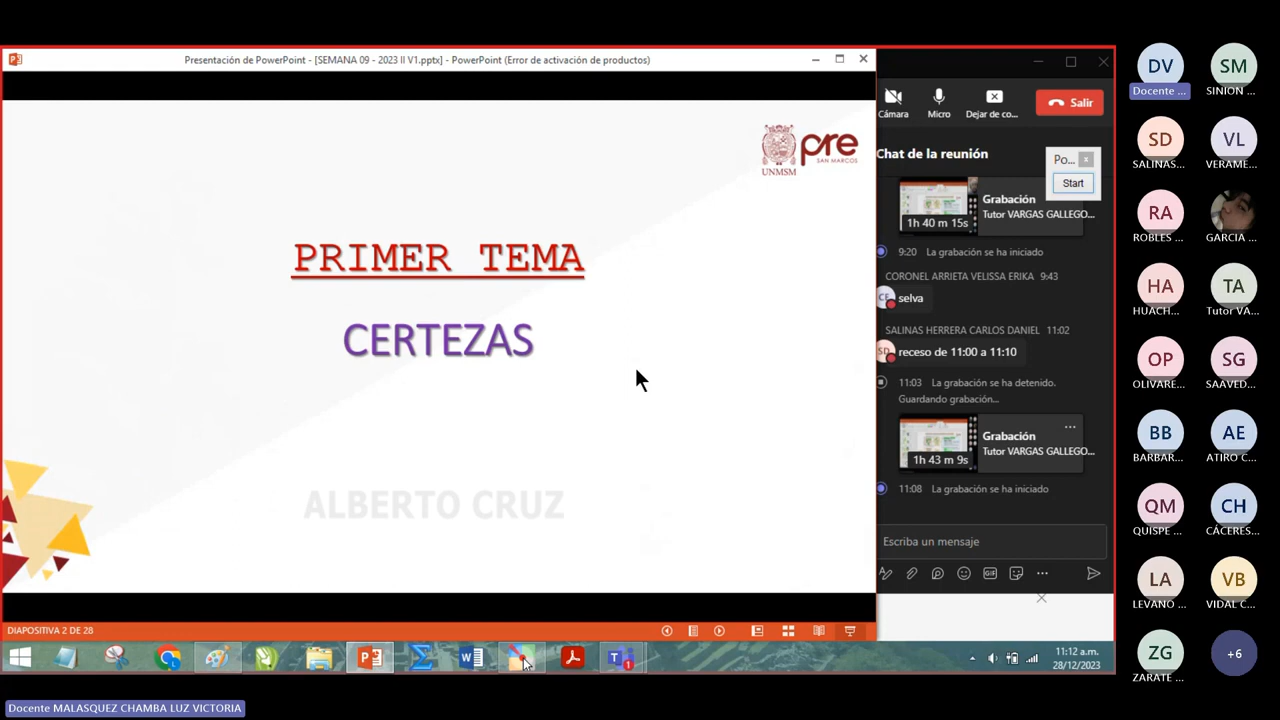 Presentación de PowerPoint - [SEMANA 09 - 2023 II V1.pptx] - PowerPoint (Error de activación de productos)
UNMSM
pre
SAN MARCOS
PRIMER TEMA
CERTEZAS
ALBERTO CRUZ
DIAPOSITIVA 2 DE 28
Cámara
Micro
Dejar de co...
Salir
Chat de la reunión
Po...
Start
Grabación
Tutor VARGAS GALLEGO...
1h 40 m 15s
9:20 La grabación se ha iniciado
CORONEL ARRIETA VELISSA ERIKA 9:43
CE
selva
SALINAS HERRERA CARLOS DANIEL 11:02
SD
receso de 11:00 a 11:10
11:03 La grabación se ha detenido.
Guardando grabación...
Grabación
Tutor VARGAS GALLEGO...
1h 43 m 9s
11:08 La grabación se ha iniciado
Escriba un mensaje
GIF
11:12 a.m.
28/12/2023
DV
Docente ...
SM
SINION ...
SD
SALINAS...
VL
VERAME...
RA
ROBLES ...
GARCIA ...
HA
HUACH...
TA
Tutor VA...
OP
OLIVARE...
SG
SAAVED...
BB
BARBAR...
AE
ATIRO C...
QM
QUISPE ...
CH
CÁCERES...
LA
LEVANO ...
VB
VIDAL C...
ZG
ZARATE ...
+6
Docente MALASQUEZ CHAMBA LUZ VICTORIA